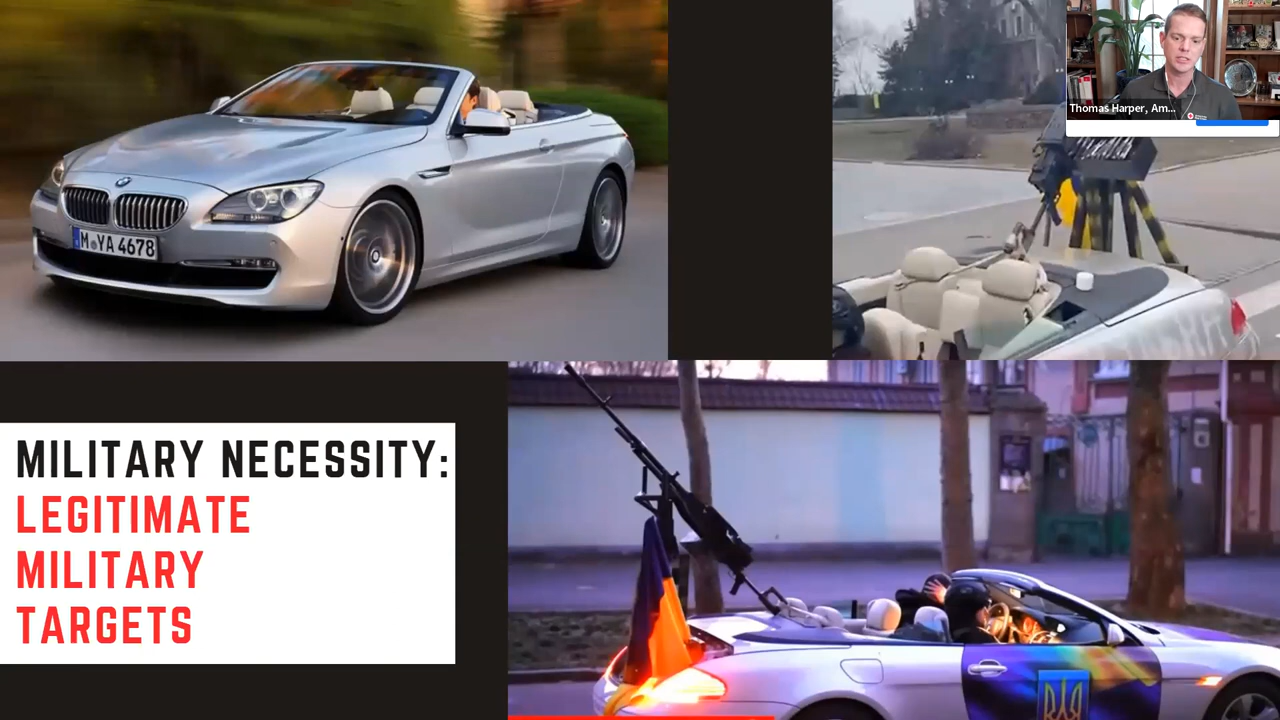 M YA 4678
Thomas Harper, Am...
MILITARY NECESSITY:
LEGITIMATE
MILITARY
TARGETS